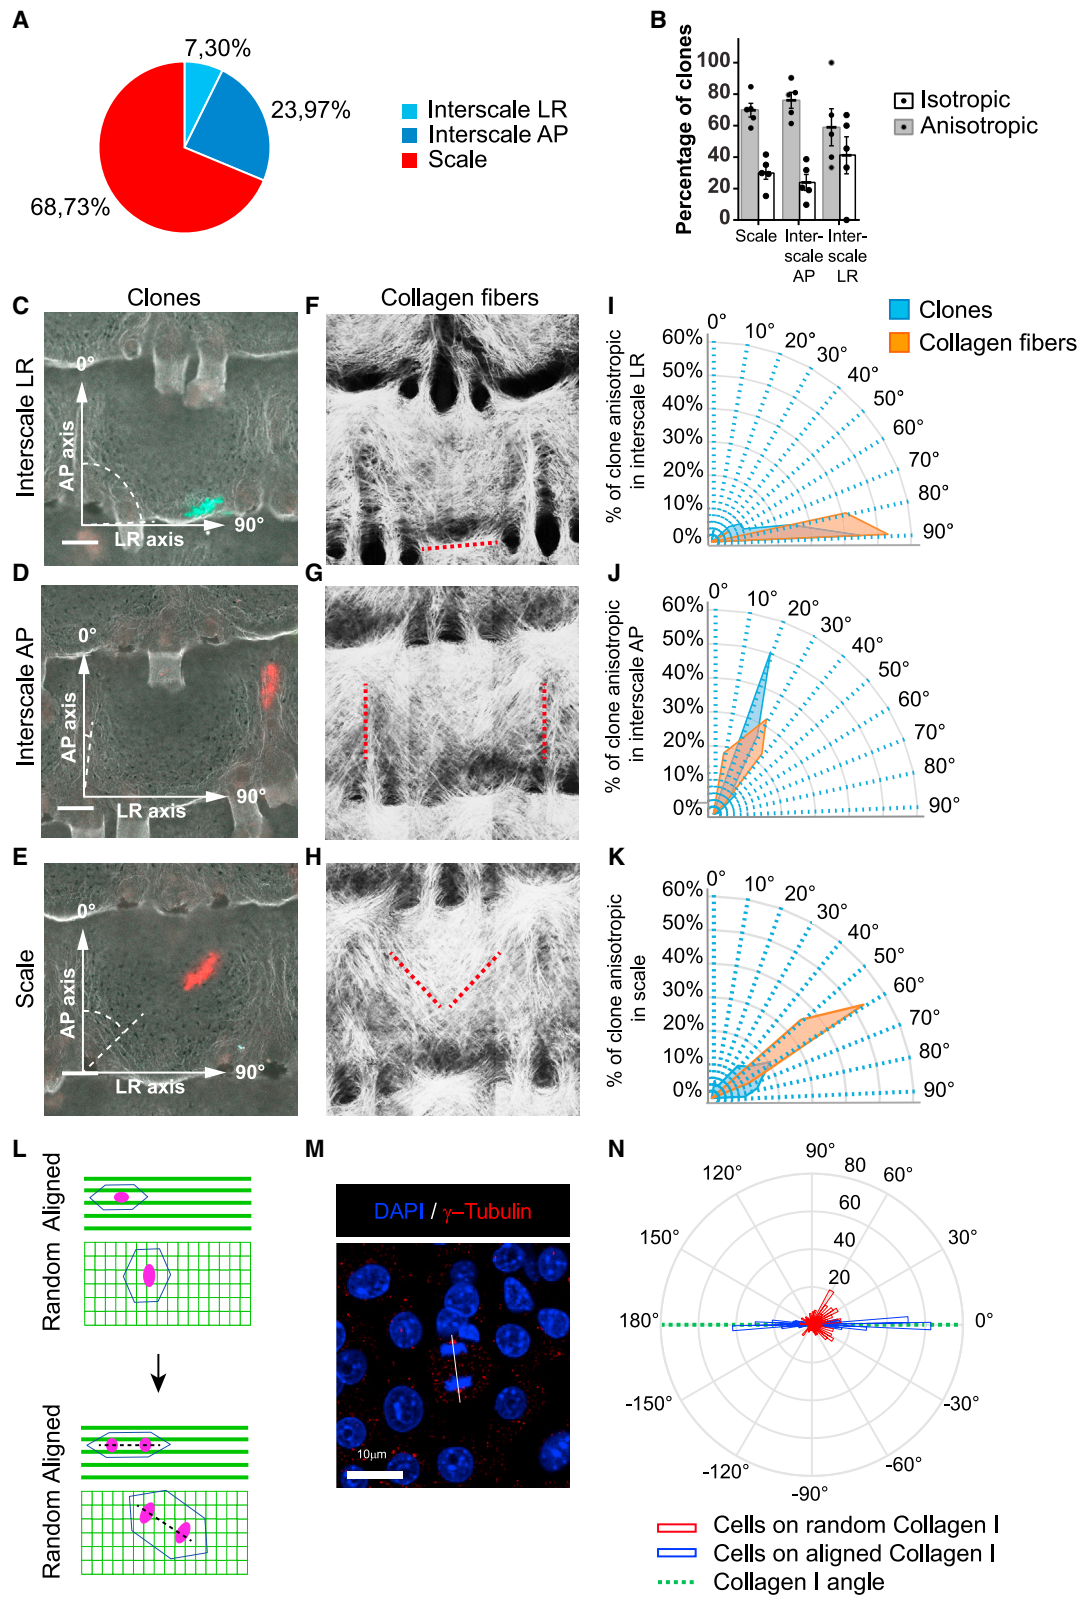 A
7,30%
23,97%
68,73%
Interscale LR
Interscale AP
Scale
B
Percentage of clones
100
80
60
40
20
0
Scale
Inter-
scale
AP
Inter-
scale
LR
Isotropic
Anisotropic
Clones
Collagen fibers
C
Interscale LR
0°
AP axis
LR axis
90°
F
I
Clones
Collagen fibers
% of clone anisotropic
in interscale LR
60%
50%
40%
30%
20%
10%
0%
0°
10°
20°
30°
40°
50°
60°
70°
80°
90°
D
Interscale AP
0°
AP axis
LR axis
90°
G
J
% of clone anisotropic
in interscale AP
60%
50%
40%
30%
20%
10%
0%
0°
10°
20°
30°
40°
50°
60°
70°
80°
90°
E
Scale
0°
AP axis
LR axis
90°
H
K
% of clone anisotropic
in scale
60%
50%
40%
30%
20%
10%
0%
0°
10°
20°
30°
40°
50°
60°
70°
80°
90°
L
Random Aligned
Random Aligned
M
DAPI / γ–Tubulin
10μm
N
90°
120°
80
60°
60
150°
40
30°
20
180°
0°
-150°
-30°
-120°
-60°
-90°
Cells on random Collagen I
Cells on aligned Collagen I
Collagen I angle